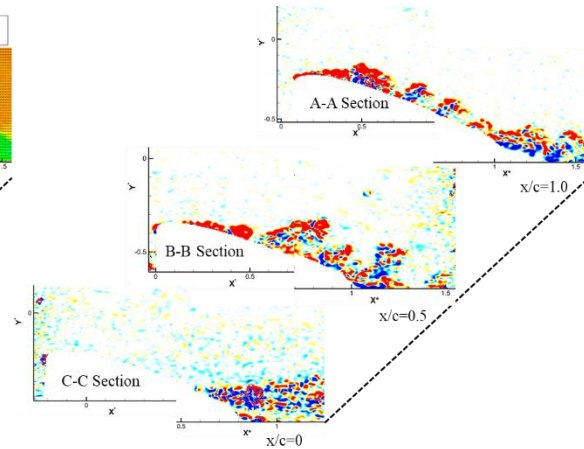 .5
Y*
0
-0.5
A-A Section
0
0.5
X*
1
X*
1.5
x/c=1.0
Y*
0
-0.5
B-B Section
0
0.5
X*
1
X*
1.5
x/c=0.5
Y*
0
C-C Section
0
X*
0.5
1
X*
x/c=0